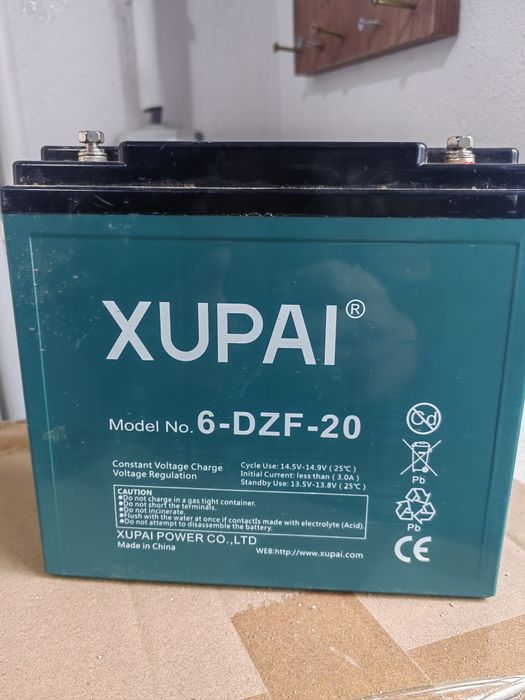 XUPAI®
Model No. 6-DZF-20
Cd
Constant Voltage Charge
Voltage Regulation
Cycle Use: 14.5V-14.9V ( 25℃ )
Initial Current: less than ( 3.0A )
Standby Use: 13.5V-13.8V ( 25℃ )
Pb
CAUTION
●Do not charge in a gas tight container.
●Do not short the terminals.
●Do not incinerate.
●Flush with the water at once if contactIs made with electrolyte (Acid).
●Do not attempt to disassemble the battery.
Pb
XUPAI POWER CO.,LTD
Made in China
WEB:http://www.xupai.com
CE